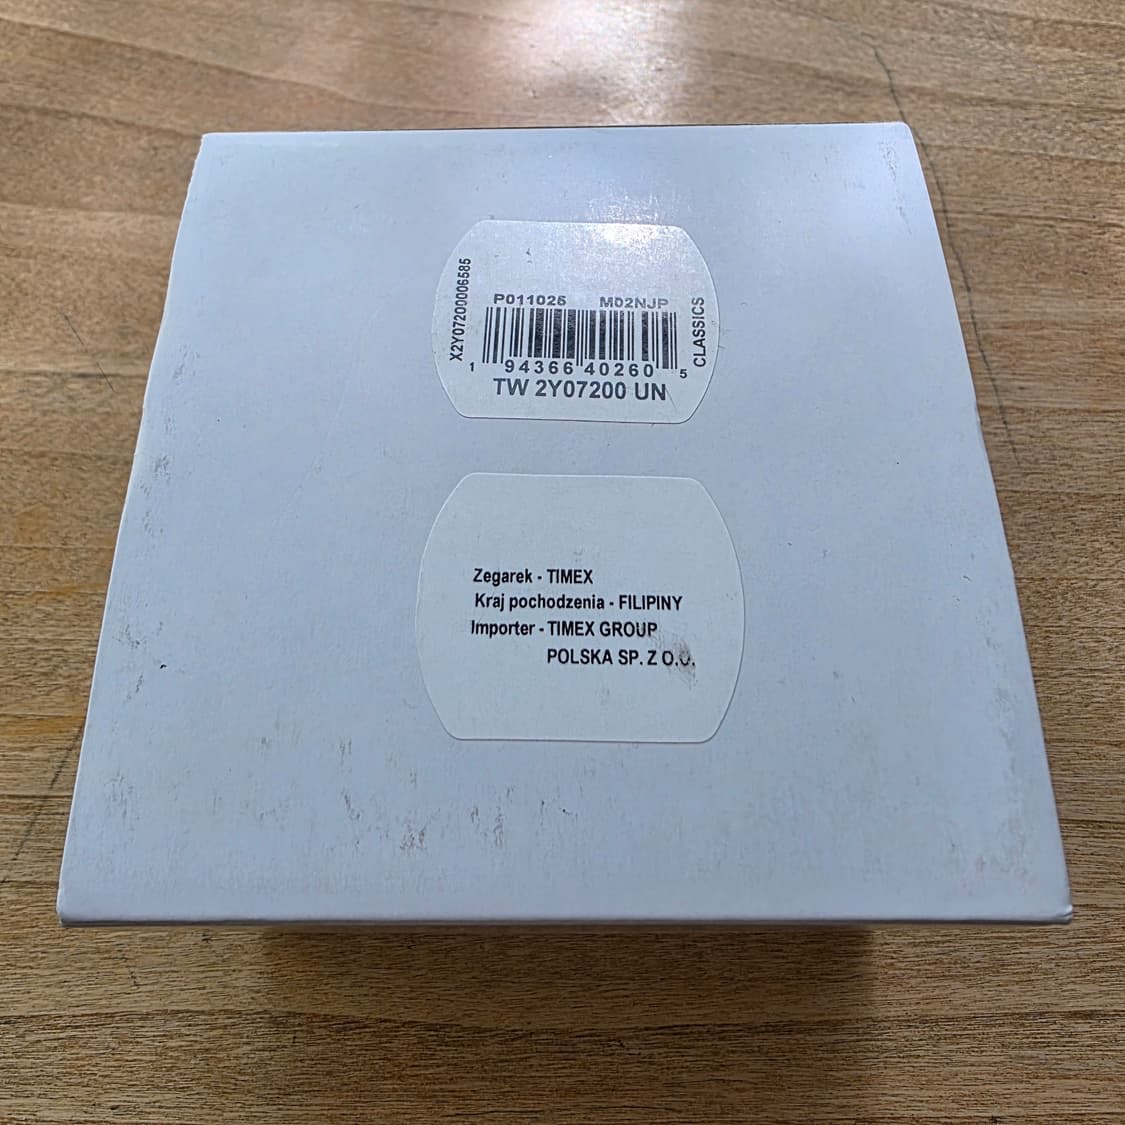 X2Y07200006585
P011026 M02NJP
CLASSICS
1 94366 40260 5
TW 2Y07200 UN
Zegarek - TIMEX
Kraj pochodzenia - FILIPINY
Importer - TIMEX GROUP
POLSKA SP. Z O.O.